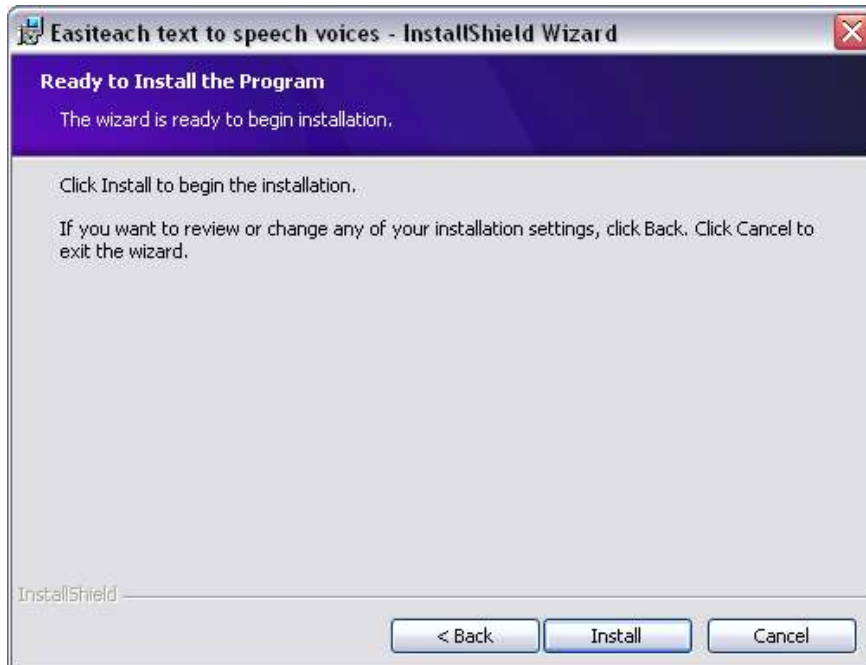 Easiteach text to speech voices - InstallShield Wizard
Ready to Install the Program
The wizard is ready to begin installation.
Click Install to begin the installation.
If you want to review or change any of your installation settings, click Back. Click Cancel to
exit the wizard.
InstallShield
< Back
Install
Cancel